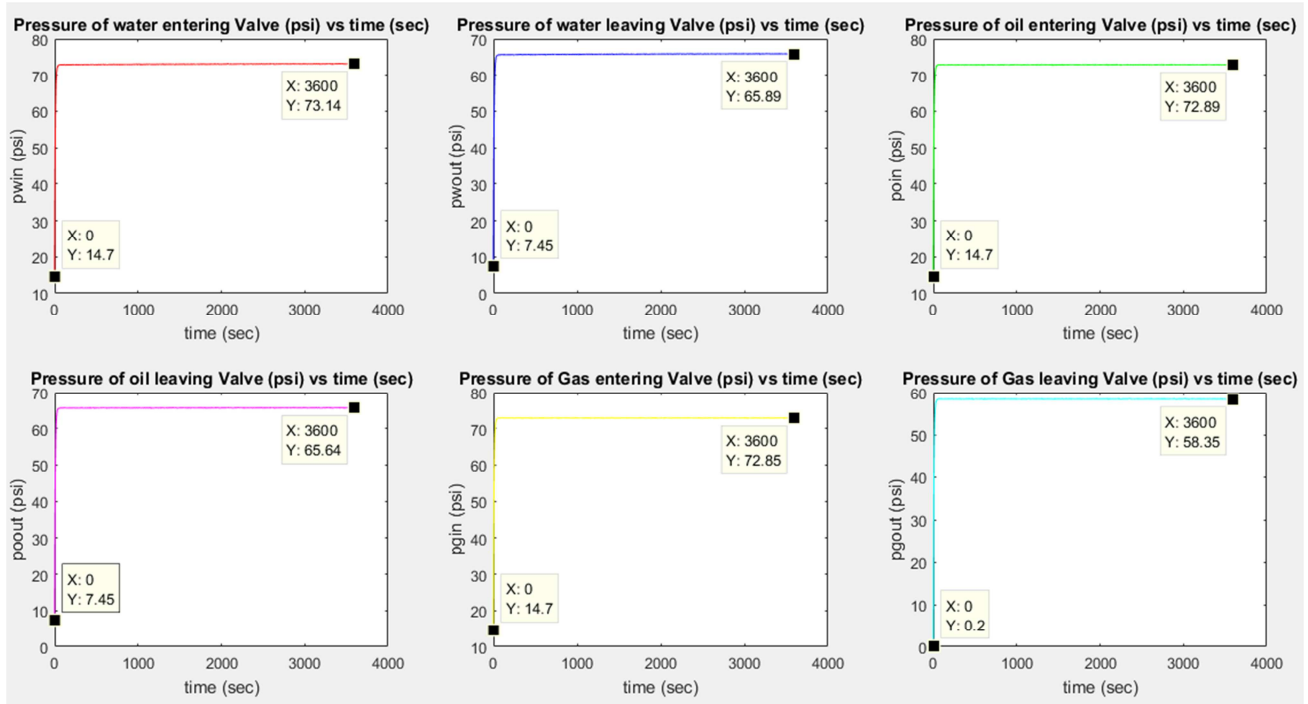 Pressure of water entering Valve (psi) vs time (sec)
80
70
60
50
40
30
20
10
pwin (psi)
X: 3600
Y: 73.14
X: 0
Y: 14.7
0
1000
2000
3000
4000
time (sec)
Pressure of water leaving Valve (psi) vs time (sec)
70
60
50
40
30
20
10
0
pwout (psi)
X: 3600
Y: 65.89
X: 0
Y: 7.45
0
1000
2000
3000
4000
time (sec)
Pressure of oil entering Valve (psi) vs time (sec)
80
70
60
50
40
30
20
10
poin (psi)
X: 3600
Y: 72.89
X: 0
Y: 14.7
0
1000
2000
3000
4000
time (sec)
Pressure of oil leaving Valve (psi) vs time (sec)
70
60
50
40
30
20
10
0
poout (psi)
X: 3600
Y: 65.64
X: 0
Y: 7.45
0
1000
2000
3000
4000
time (sec)
Pressure of Gas entering Valve (psi) vs time (sec)
80
70
60
50
40
30
20
10
pgin (psi)
X: 3600
Y: 72.85
X: 0
Y: 14.7
0
1000
2000
3000
4000
time (sec)
Pressure of Gas leaving Valve (psi) vs time (sec)
60
50
40
30
20
10
0
pgout (psi)
X: 3600
Y: 58.35
X: 0
Y: 0.2
0
1000
2000
3000
4000
time (sec)